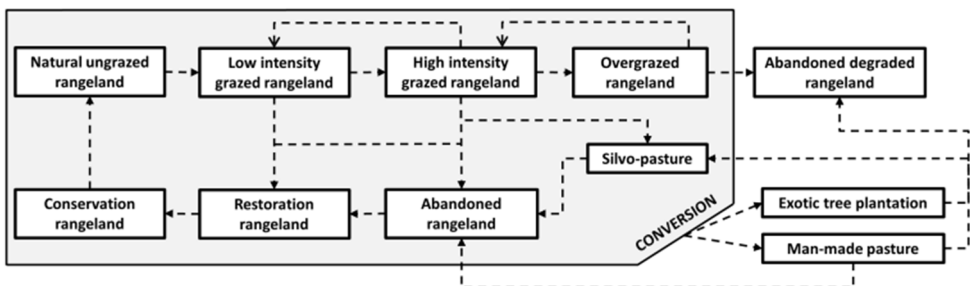 Natural ungrazed
rangeland
Low intensity
grazed rangeland
High intensity
grazed rangeland
Overgrazed
rangeland
Abandoned degraded
rangeland
Silvo-pasture
Conservation
rangeland
Restoration
rangeland
Abandoned
rangeland
CONVERSION
Exotic tree plantation
Man-made pasture